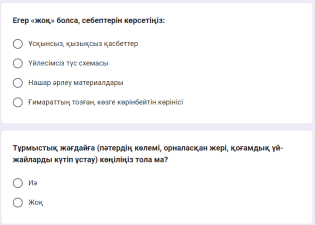 Егер «жоқ» болса, себептерін көрсетіңіз:
Ұсқынсыз, қызықсыз қасбеттер
Үйлесімсіз түс схемасы
Нашар әрлеу материалдары
Ғимараттың тозған, көзге көрінбейтін көрінісі
Тұрмыстық жағдайға (пәтердің көлемі, орналасқан жері, қоғамдық үй-
жайларды күтіп ұстау) көңіліңіз тола ма?
Иә
Жоқ